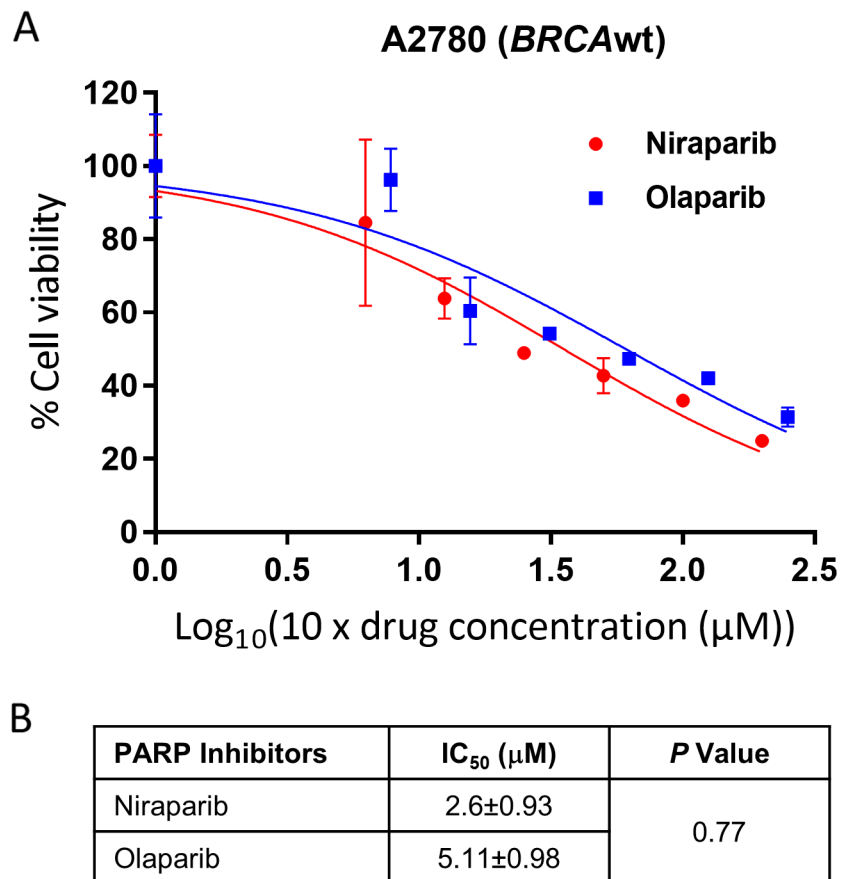 A
A2780 (BRCAwt)
120
100
80
60
40
20
0
% Cell viability
Niraparib
Olaparib
0.0 0.5 1.0 1.5 2.0 2.5
Log₁₀(10 x drug concentration (µM))
B
PARP Inhibitors IC₅₀ (µM) P Value
Niraparib 2.6±0.93 0.77
Olaparib 5.11±0.98